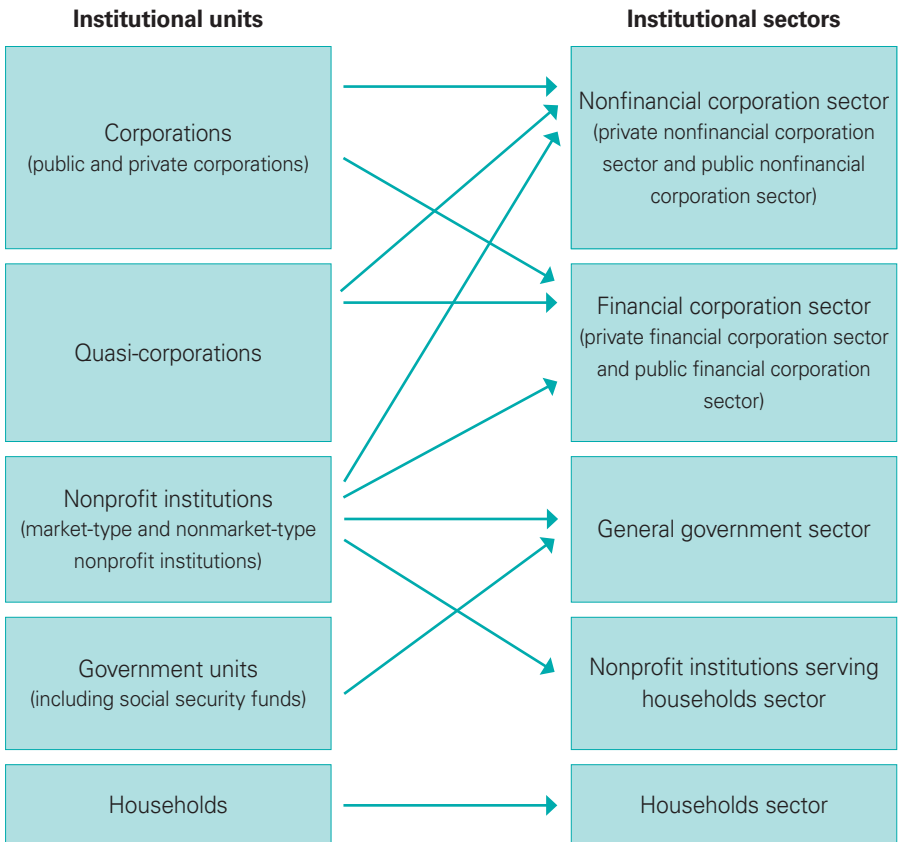 Institutional units
Institutional sectors
Corporations
(public and private corporations)
Nonfinancial corporation sector
(private nonfinancial corporation
sector and public nonfinancial
corporation sector)
Quasi-corporations
Financial corporation sector
(private financial corporation sector
and public financial corporation
sector)
Nonprofit institutions
(market-type and nonmarket-type
nonprofit institutions)
General government sector
Government units
(including social security funds)
Nonprofit institutions serving
households sector
Households
Households sector